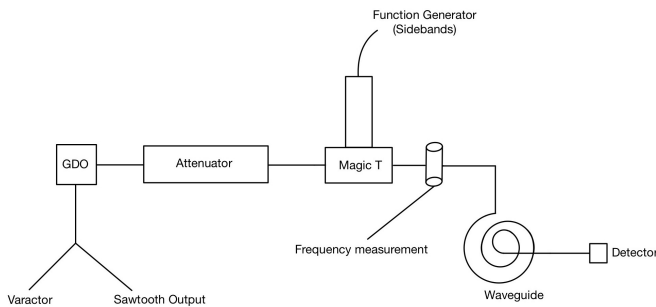 Function Generator
(Sidebands)
GDO
Attenuator
Magic T
Frequency measurement
Detector
Waveguide
Varactor
Sawtooth Output